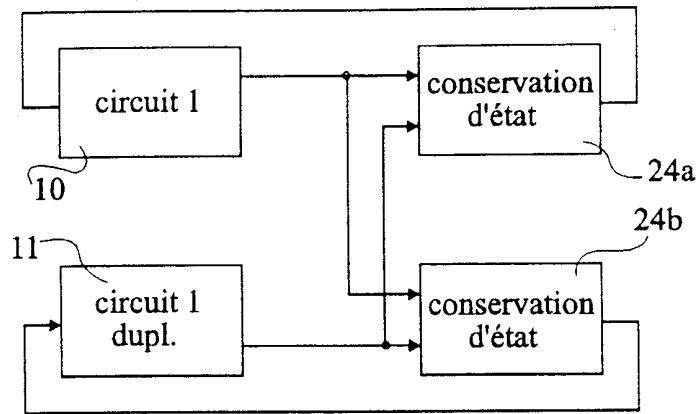 circuit 1
conservation
d'état
10
24a
11
24b
circuit 1
dupl.
conservation
d'état